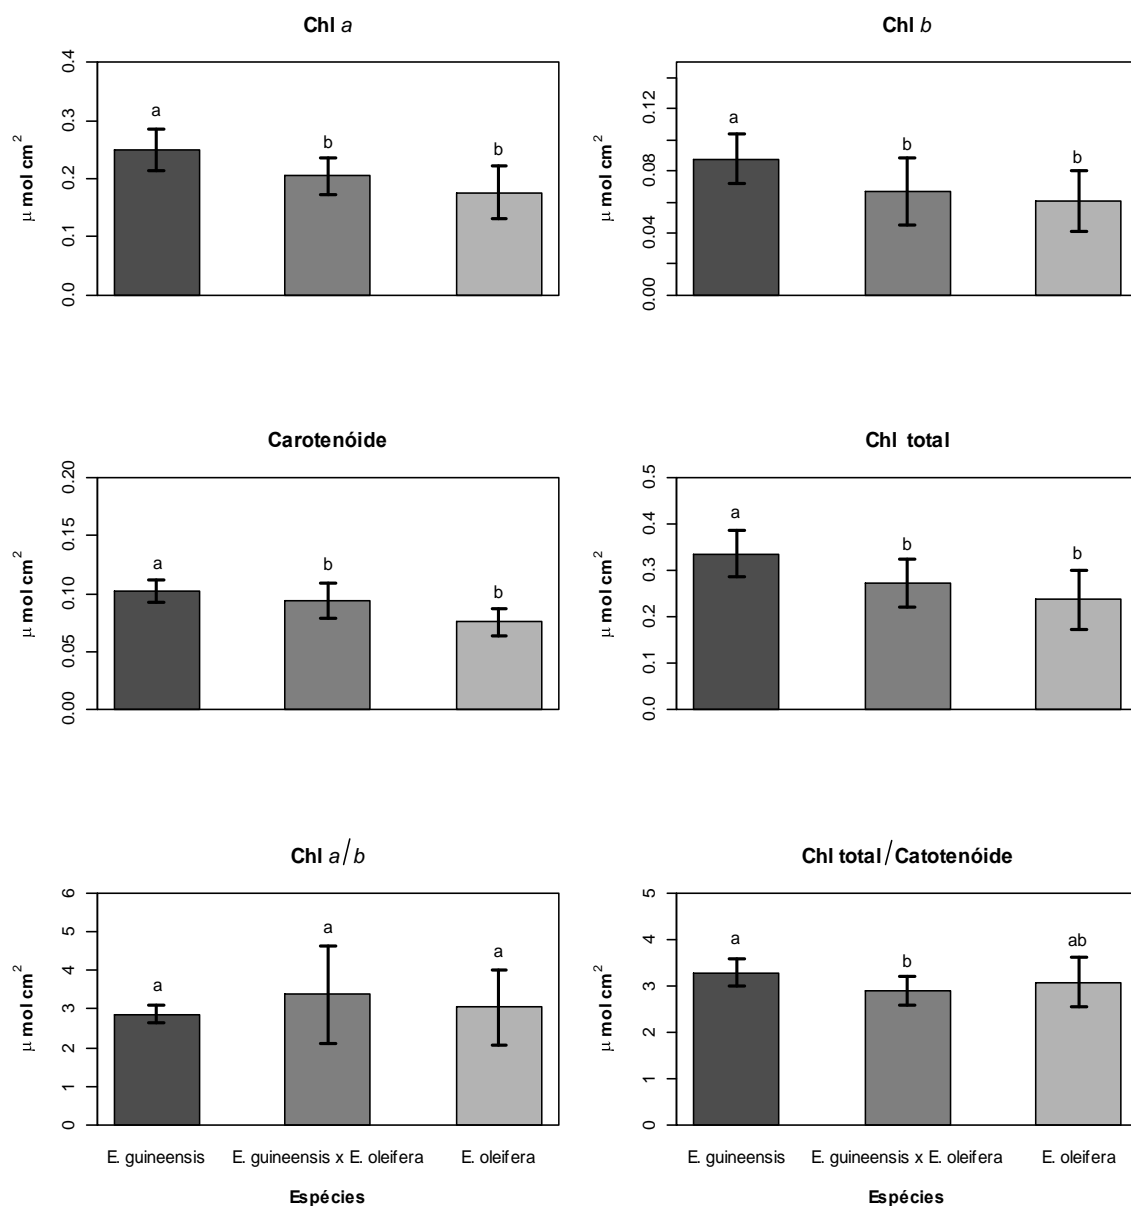 Chl a
Chl b
μ mol cm²
0.0 0.1 0.2 0.3 0.4
a b b
μ mol cm²
0.00 0.04 0.08 0.12
a b b
Carotenóide
Chl total
μ mol cm²
0.00 0.05 0.10 0.15 0.20
a b b
μ mol cm²
0.0 0.1 0.2 0.3 0.4 0.5
a b b
Chl a/b
Chl total/Catotenóide
μ mol cm²
0 1 2 3 4 5 6
a a a
μ mol cm²
0 1 2 3 4 5
a b ab
E. guineensis E. guineensis x E. oleifera E. oleifera
E. guineensis E. guineensis x E. oleifera E. oleifera
Espécies
Espécies